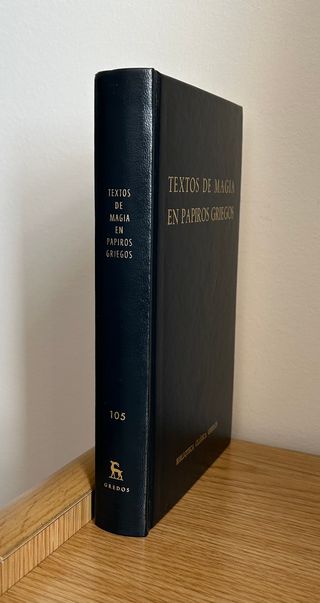 TEXTOS
DE
MAGIA
EN
PAPIROS
GRIEGOS
105
GREDOS
TEXTOS DE MAGIA
EN PAPIROS GRIEGOS
BIBLIOTECA CLÁSICA GREDOS